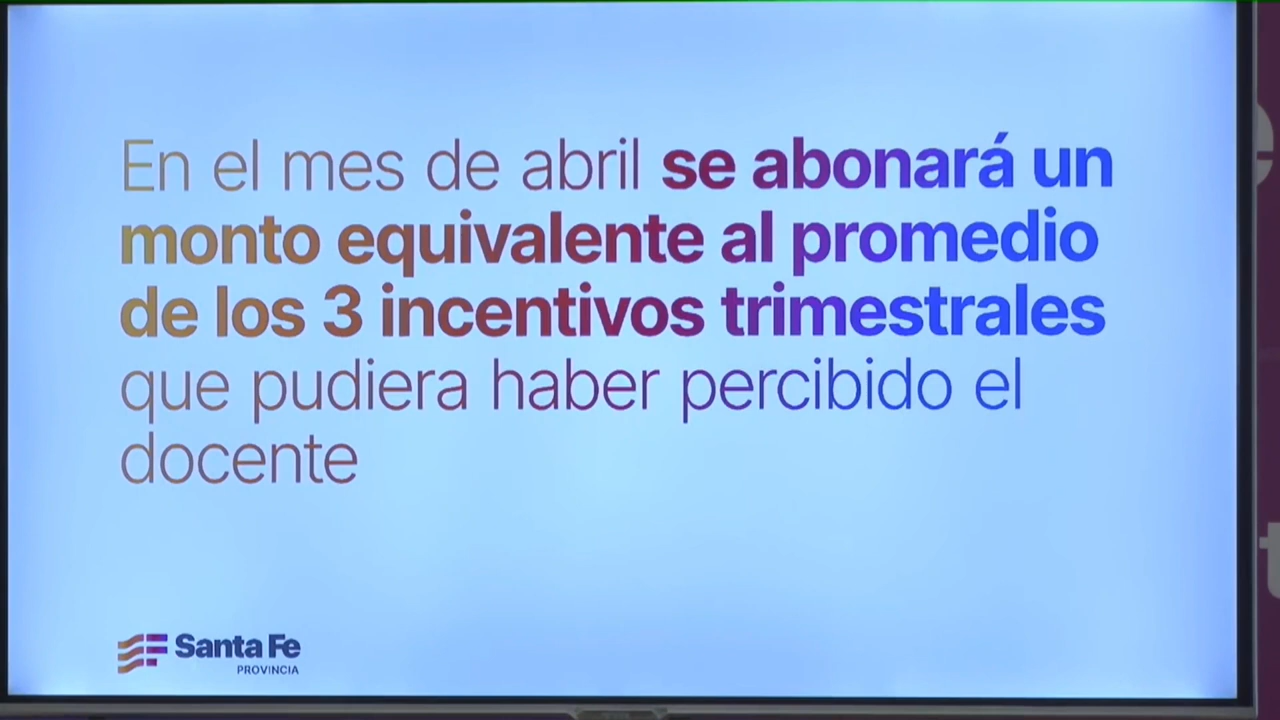 En el mes de abril se abonará un
monto equivalente al promedio
de los 3 incentivos trimestrales
que pudiera haber percibido el
docente
Santa Fe
PROVINCIA